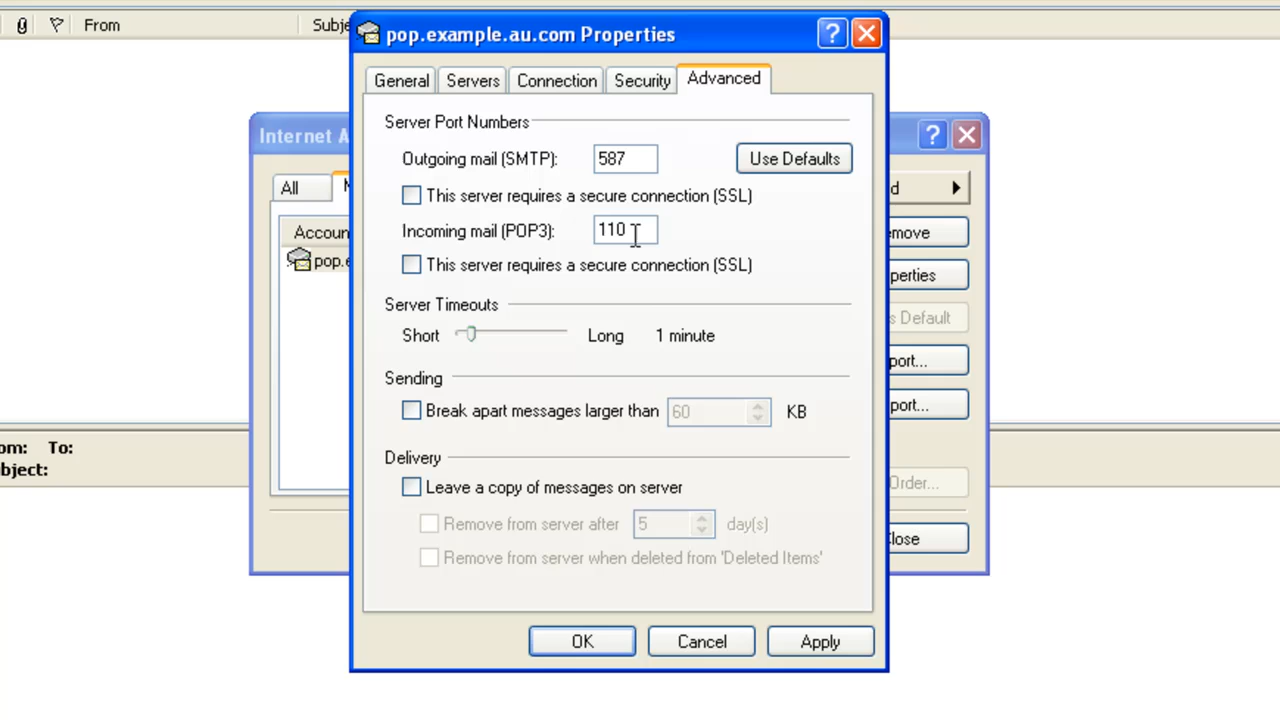 From
Subje
pop.example.au.com Properties
?
Internet A
?
General
Servers
Connection
Security
Advanced
All
M
d
Server Port Numbers
Outgoing mail (SMTP):
587
Use Defaults
This server requires a secure connection (SSL)
Incoming mail (POP3):
110
This server requires a secure connection (SSL)
Accoun
pop.e
move
perties
s Default
port...
port...
Order...
lose
Server Timeouts
Short
Long
1 minute
Sending
Break apart messages larger than
60
KB
Delivery
Leave a copy of messages on server
Remove from server after
5
day(s)
Remove from server when deleted from 'Deleted Items'
om: To:
bject:
OK
Cancel
Apply